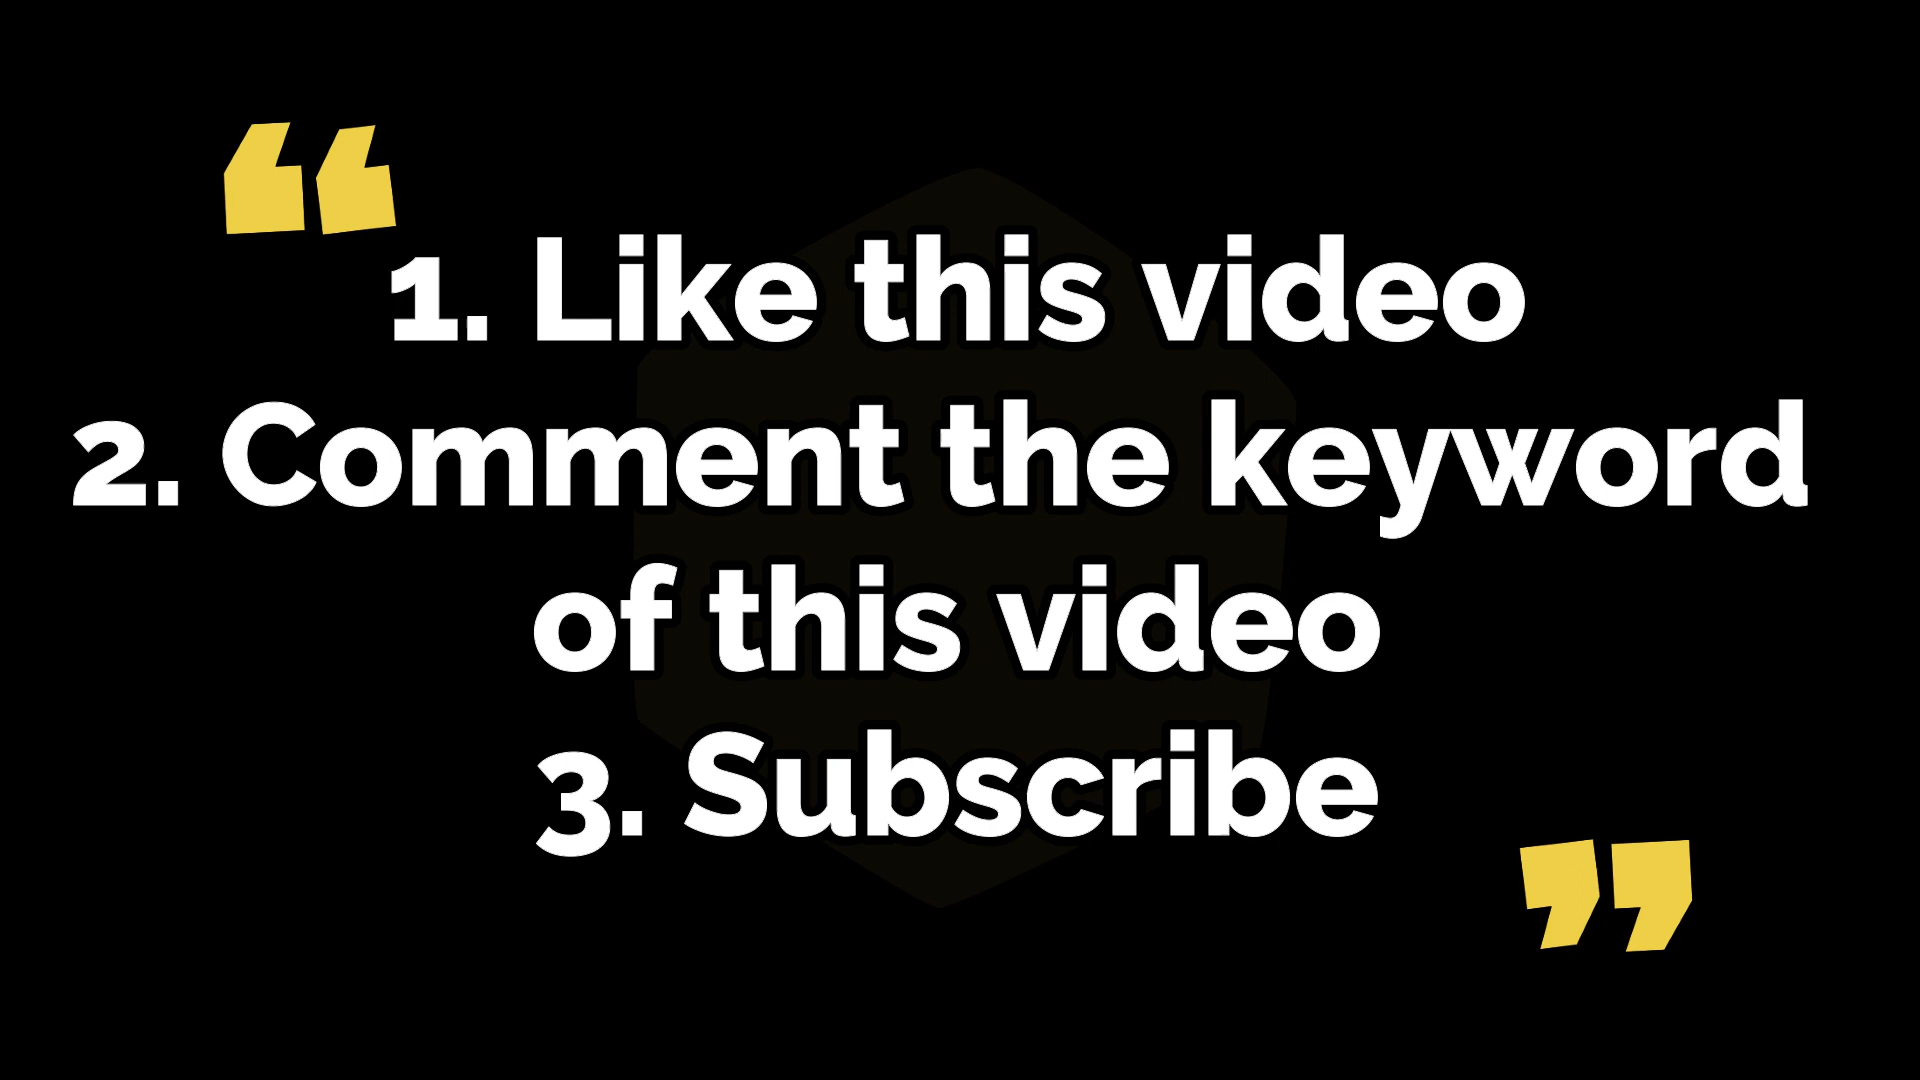 “
1. Like this video
2. Comment the keyword
of this video
3. Subscribe
”